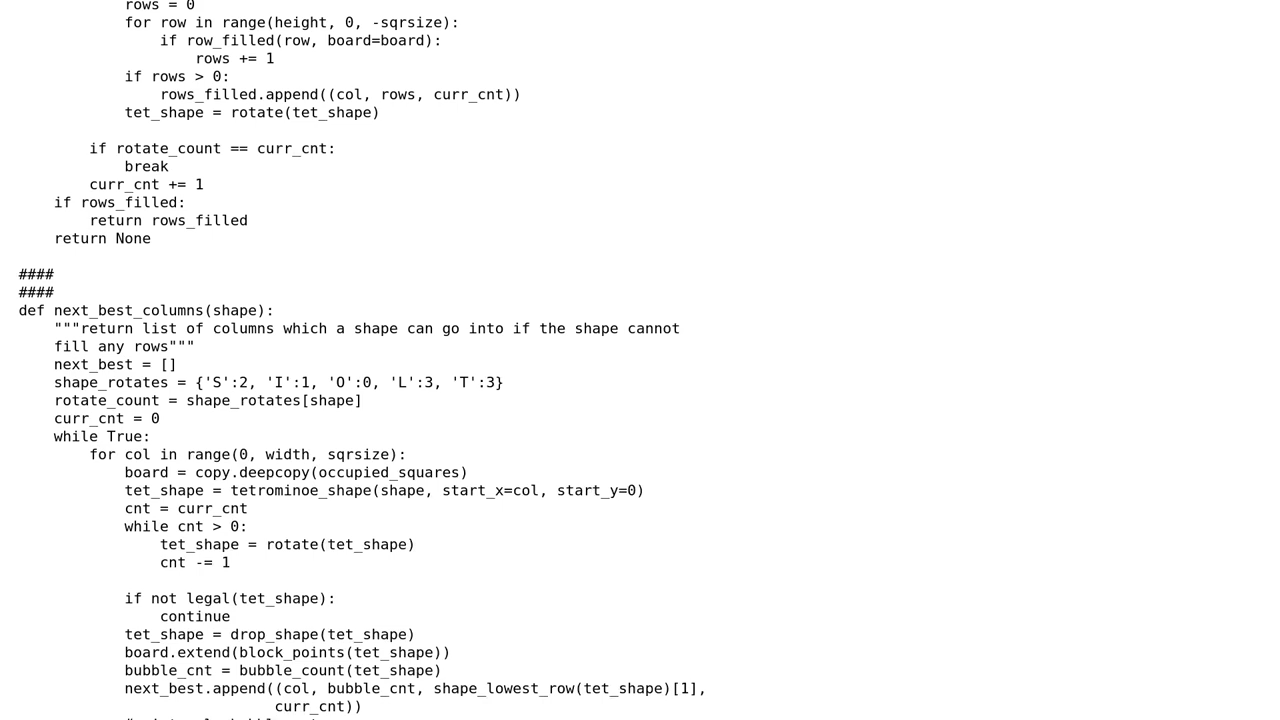 rows = 0
for row in range(height, 0, -sqrsize):
if row_filled(row, board=board):
rows += 1
if rows > 0:
rows_filled.append((col, rows, curr_cnt))
tet_shape = rotate(tet_shape)
if rotate_count == curr_cnt:
break
curr_cnt += 1
if rows_filled:
return rows_filled
return None
####
####
def next_best_columns(shape):
"""return list of columns which a shape can go into if the shape cannot
fill any rows"""
next_best = []
shape_rotates = {'S':2, 'I':1, 'O':0, 'L':3, 'T':3}
rotate_count = shape_rotates[shape]
curr_cnt = 0
while True:
for col in range(0, width, sqrsize):
board = copy.deepcopy(occupied_squares)
tet_shape = tetrominoe_shape(shape, start_x=col, start_y=0)
cnt = curr_cnt
while cnt > 0:
tet_shape = rotate(tet_shape)
cnt -= 1
if not legal(tet_shape):
continue
tet_shape = drop_shape(tet_shape)
board.extend(block_points(tet_shape))
bubble_cnt = bubble_count(tet_shape)
next_best.append((col, bubble_cnt, shape_lowest_row(tet_shape)[1],
curr_cnt))